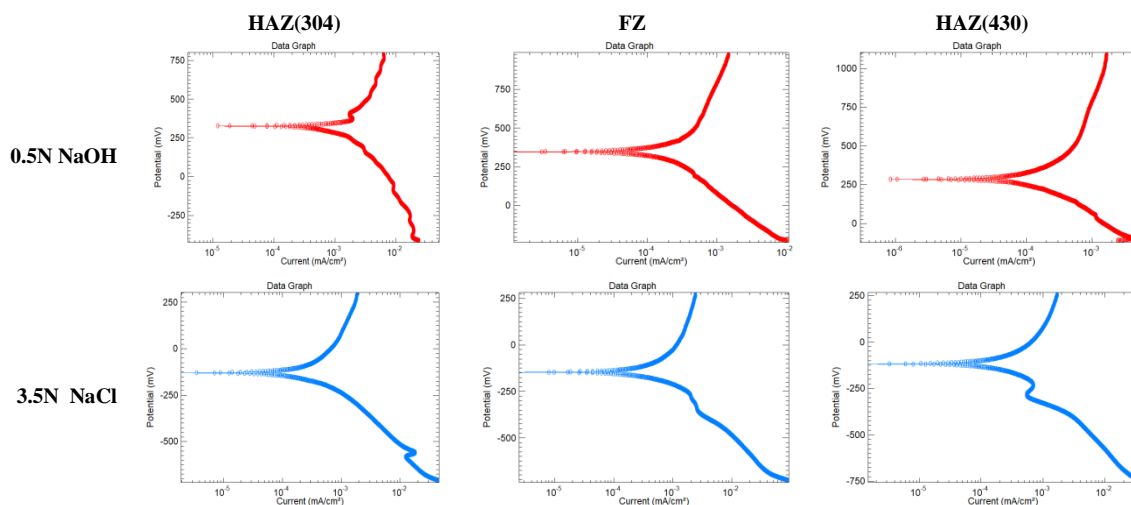 HAZ(304) FZ HAZ(430)
Data Graph Data Graph Data Graph
0.5N NaOH
Potential (mV)
750
500
250
0
-250
10⁻⁵ 10⁻⁴ 10⁻³ 10⁻²
Current (mA/cm²)
Potential (mV)
750
500
250
0
10⁻⁵ 10⁻⁴ 10⁻³ 10⁻²
Current (mA/cm²)
Potential (mV)
1000
750
500
250
0
10⁻⁶ 10⁻⁵ 10⁻⁴ 10⁻³
Current (mA/cm²)
Data Graph Data Graph Data Graph
3.5N NaCl
Potential (mV)
250
0
-250
-500
10⁻⁵ 10⁻⁴ 10⁻³ 10⁻²
Current (mA/cm²)
Potential (mV)
250
0
-250
-500
10⁻⁵ 10⁻⁴ 10⁻³ 10⁻²
Current (mA/cm²)
Potential (mV)
250
0
-250
-500
-750
10⁻⁵ 10⁻⁴ 10⁻³ 10⁻²
Current (mA/cm²)